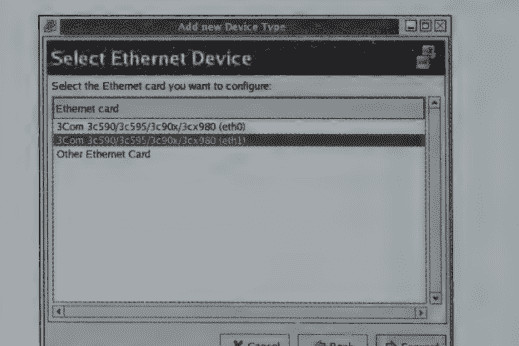 Add new Device Type
Select Ethernet Device
Select the Ethernet card you want to configure:
Ethernet card
3Com 3c590/3c595/3c90x/3cx980 (eth0)
3Com 3c590/3c595/3c90x/3cx980 (eth1)
Other Ethernet Card
Cancel
Back